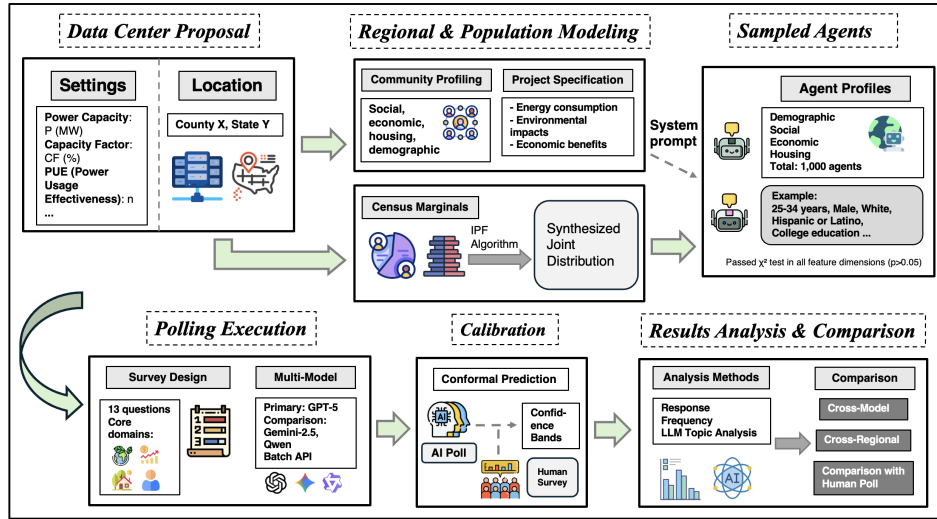 Data Center Proposal
Settings
Power Capacity:
P (MW)
Capacity Factor:
CF (%)
PUE (Power
Usage
Effectiveness): n
...
Location
County X, State Y
Regional & Population Modeling
Community Profiling
Social,
economic,
housing,
demographic
Project Specification
- Energy consumption
- Environmental
impacts
- Economic benefits
Census Marginals
IPF
Algorithm
Synthesized
Joint
Distribution
System
prompt
Sampled Agents
Agent Profiles
Demographic
Social
Economic
Housing
Total: 1,000 agents
Example:
25-34 years, Male, White,
Hispanic or Latino,
College education ...
Passed χ² test in all feature dimensions (p>0.05)
Polling Execution
Survey Design
13 questions
Core
domains:
1
2
3
Multi-Model
Primary: GPT-5
Comparison:
Gemini-2.5,
Qwen
Batch API
Calibration
Conformal Prediction
AI
AI Poll
Confid-
ence
Bands
Human
Survey
Results Analysis & Comparison
Analysis Methods
Response
Frequency
LLM Topic Analysis
AI
Comparison
Cross-Model
Cross-Regional
Comparison with
Human Poll